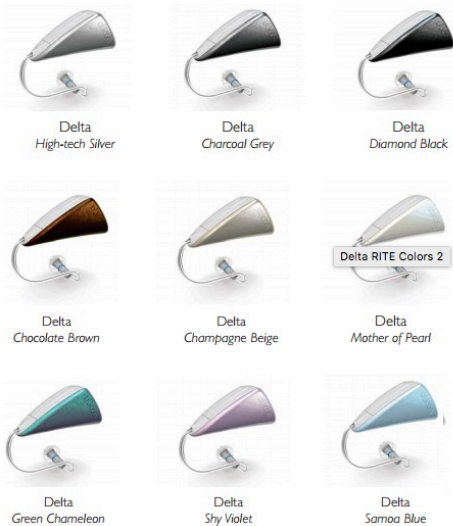 Delta
High-tech Silver
Delta
Charcoal Grey
Delta
Diamond Black
Delta
Chocolate Brown
Delta
Champagne Beige
Delta RITE Colors 2
Delta
Mother of Pearl
Delta
Green Chameleon
Delta
Shy Violet
Delta
Samoa Blue